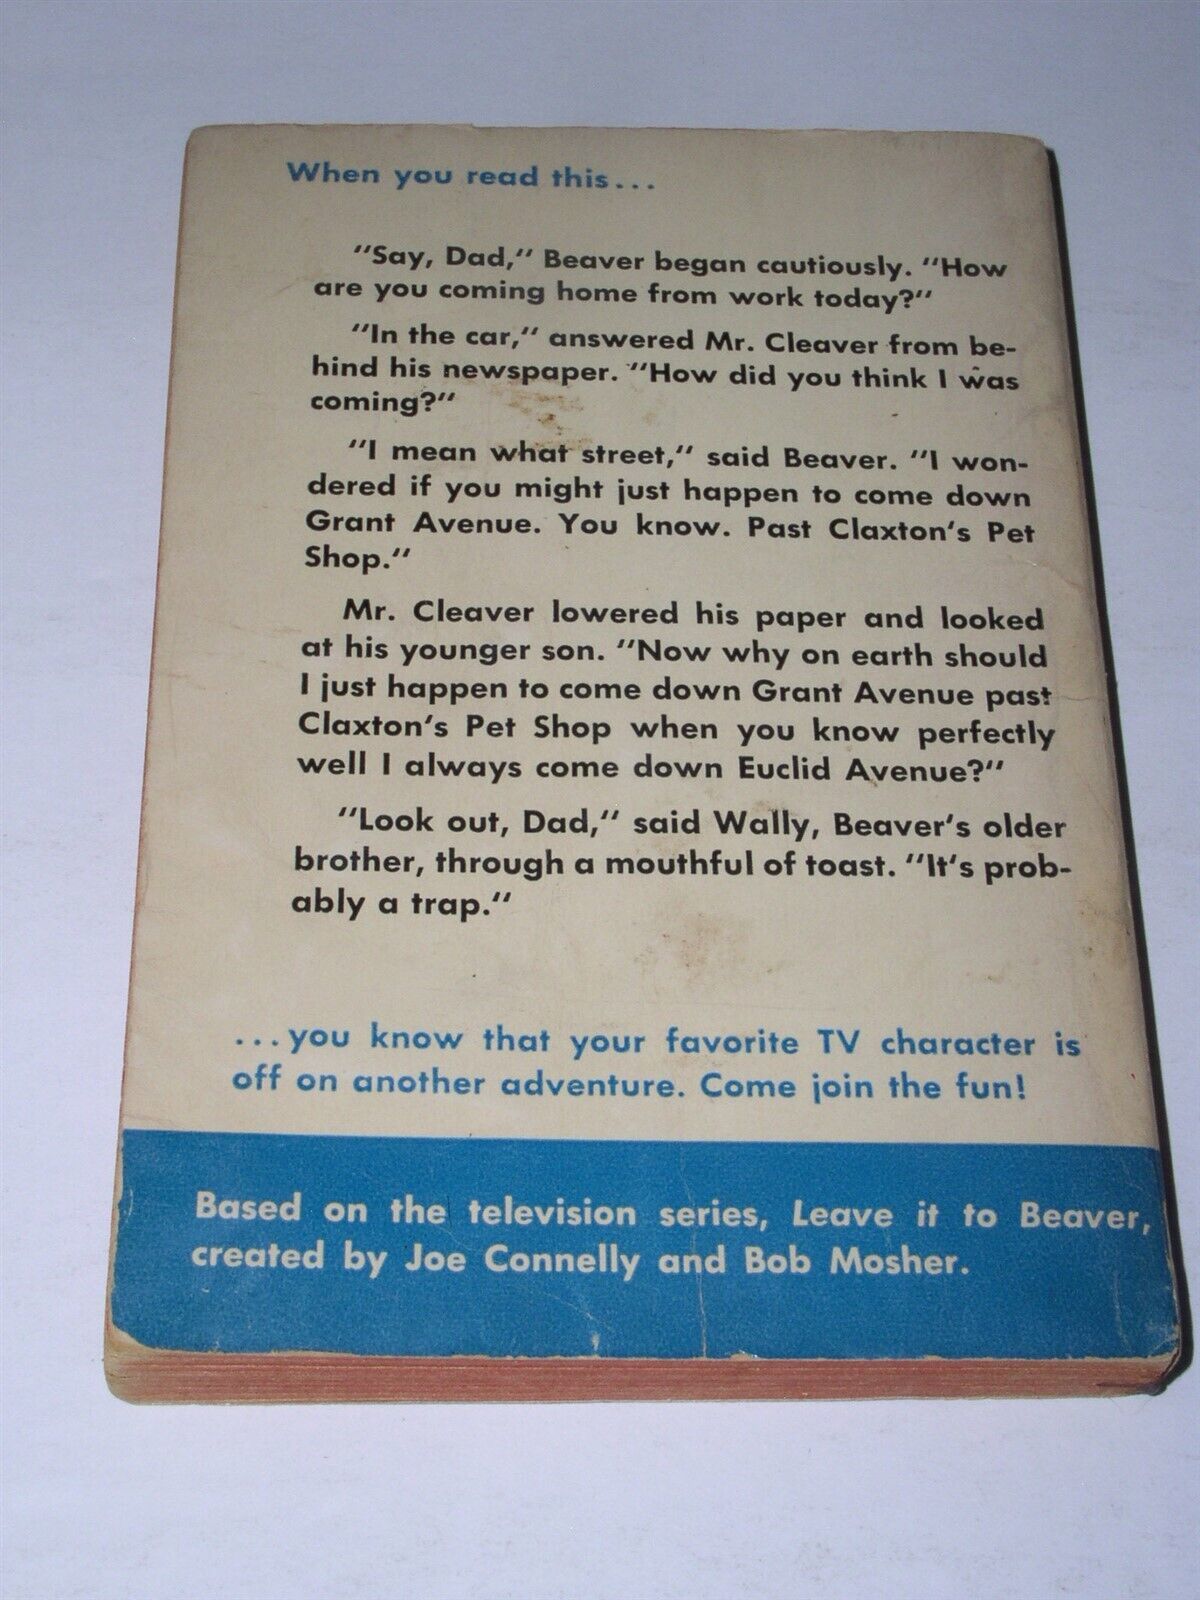 When you read this...
"Say, Dad," Beaver began cautiously. "How
are you coming home from work today?"
"In the car," answered Mr. Cleaver from be-
hind his newspaper. "How did you think I was
coming?"
"I mean what street," said Beaver. "I won-
dered if you might just happen to come down
Grant Avenue. You know. Past Claxton's Pet
Shop."
Mr. Cleaver lowered his paper and looked
at his younger son. "Now why on earth should
I just happen to come down Grant Avenue past
Claxton's Pet Shop when you know perfectly
well I always come down Euclid Avenue?"
"Look out, Dad," said Wally, Beaver's older
brother, through a mouthful of toast. "It's prob-
ably a trap."
...you know that your favorite TV character is
off on another adventure. Come join the fun!
Based on the television series, Leave it to Beaver,
created by Joe Connelly and Bob Mosher.